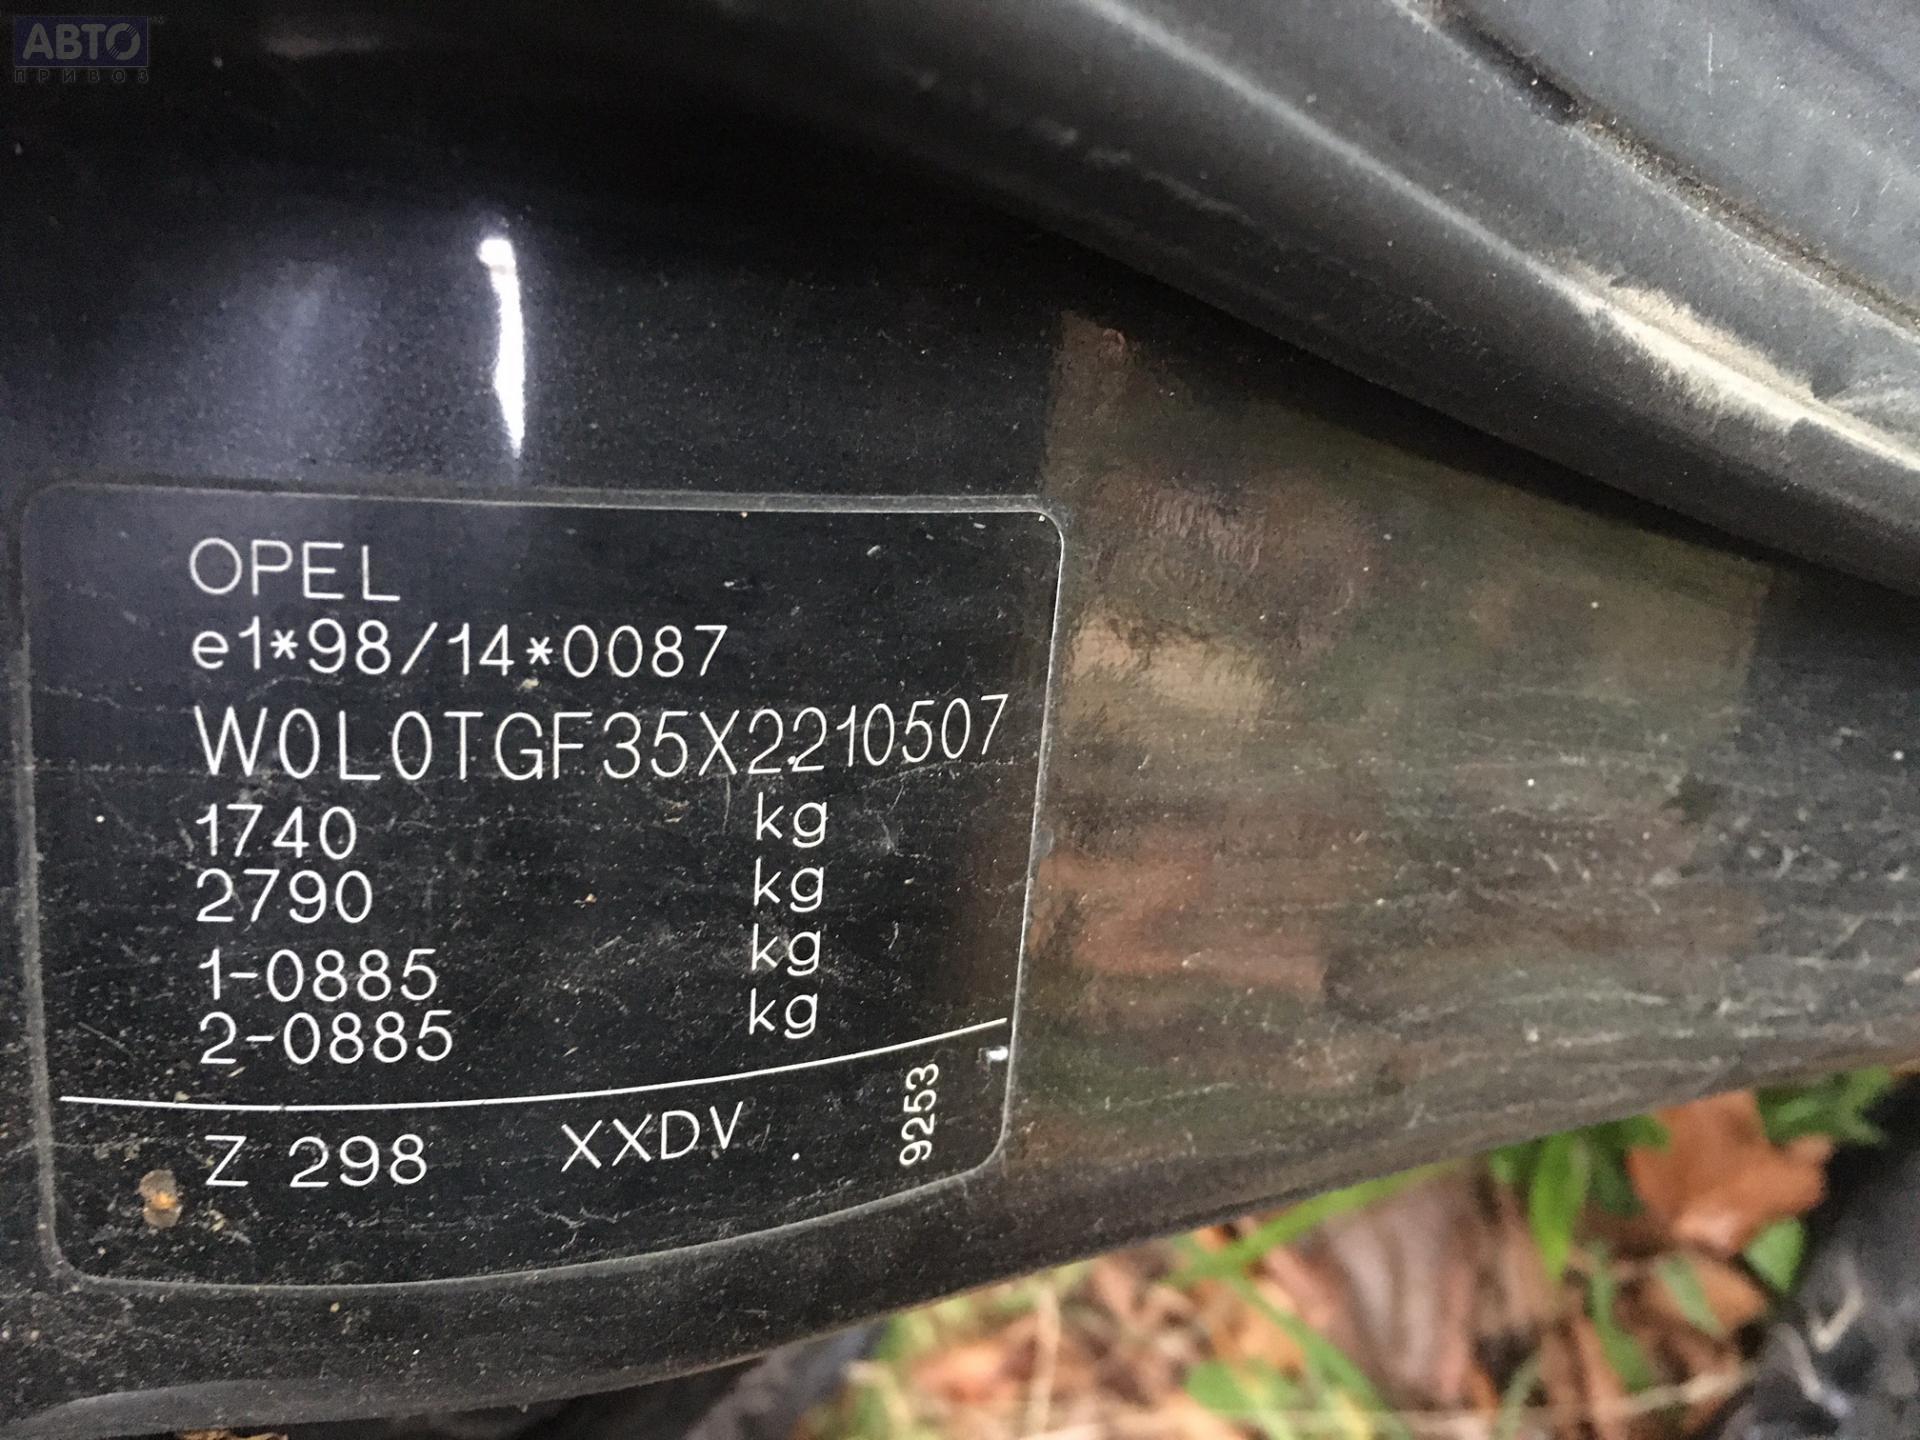 АВТО
ПРИВОЗ
OPEL
e1*98/14*0087
W0L0TGF35X2210507
1740 kg
2790 kg
1-0885 kg
2-0885 kg
Z 298 XXDV 9253